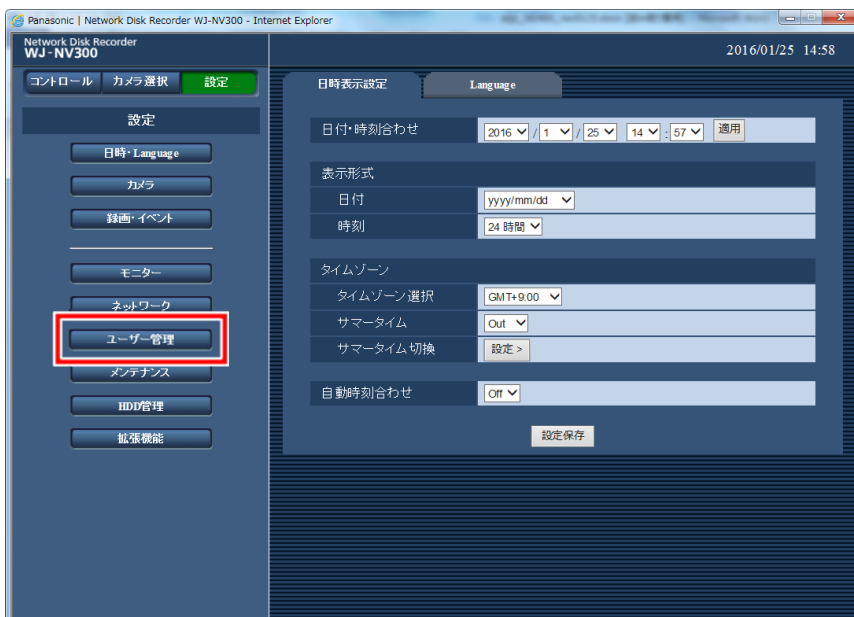 Panasonic | Network Disk Recorder WJ-NV300 - Internet Explorer
Network Disk Recorder
WJ-NV300
2016/01/25 14:58
コントロール カメラ選択 設定
設定
日時・Language
カメラ
録画・イベント
モニター
ネットワーク
ユーザー管理
メンテナンス
HDD管理
拡張機能
日時表示設定 Language
日付・時刻合わせ 2016 / 1 / 25 14 : 57 適用
表示形式
日付 yyyy/mm/dd
時刻 24 時間
タイムゾーン
タイムゾーン選択 GMT+9:00
サマータイム Out
サマータイム切換 設定 >
自動時刻合わせ Off
設定保存